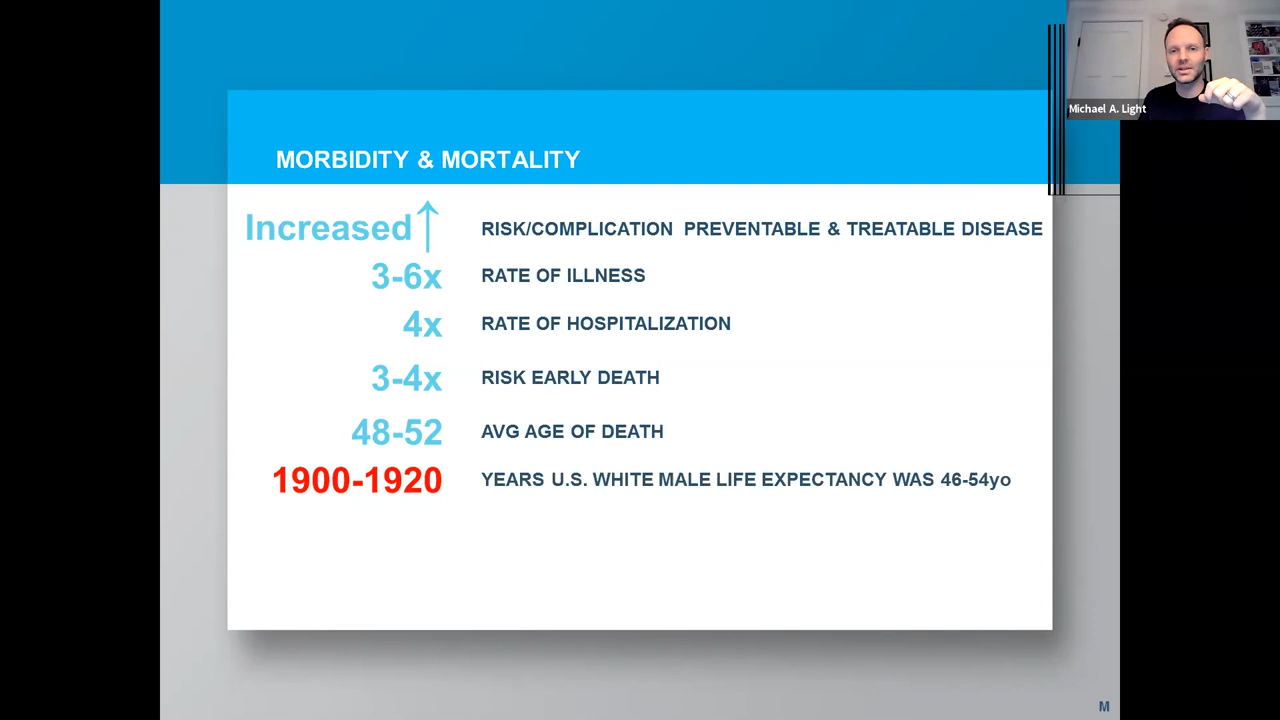 Michael A. Light
MORBIDITY & MORTALITY
Increased↑ RISK/COMPLICATION PREVENTABLE & TREATABLE DISEASE
3-6x RATE OF ILLNESS
4x RATE OF HOSPITALIZATION
3-4x RISK EARLY DEATH
48-52 AVG AGE OF DEATH
1900-1920 YEARS U.S. WHITE MALE LIFE EXPECTANCY WAS 46-54yo
M